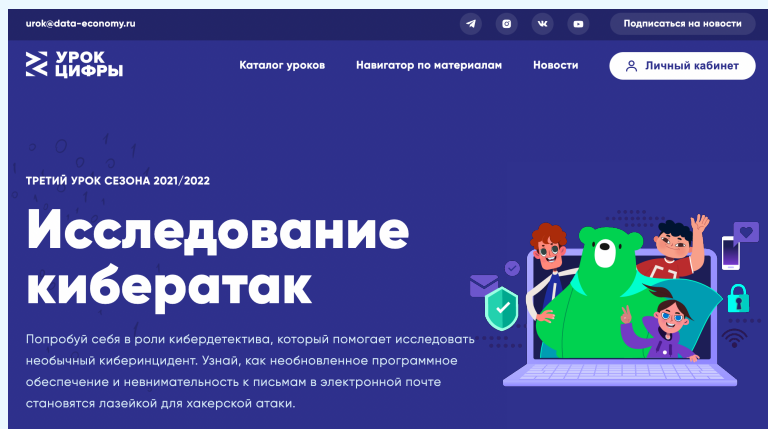 urok@data-economy.ru
Подписаться на новости
УРОК
ЦИФРЫ
Каталог уроков
Навигатор по материалам
Новости
Личный кабинет
ТРЕТИЙ УРОК СЕЗОНА 2021/2022
Исследование
кибератак
Попробуй себя в роли кибердетектива, который помогает исследовать
необычный киберинцидент. Узнай, как необновленное программное
обеспечение и невнимательность к письмам в электронной почте
становятся лазейкой для хакерской атаки.